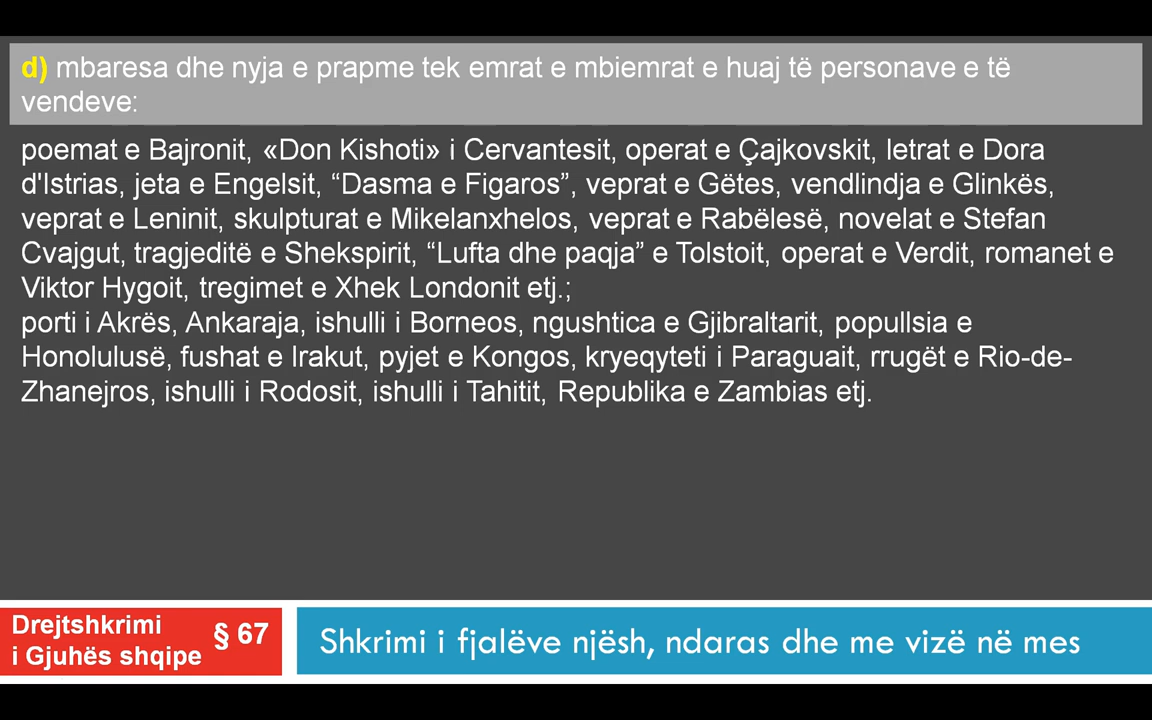 d) mbaresa dhe nyja e prapme tek emrat e mbiemrat e huaj të personave e të
vendeve:
poemat e Bajronit, «Don Kishoti» i Cervantesit, operat e Çajkovskit, letrat e Dora
d'Istrias, jeta e Engelsit, “Dasma e Figaros”, veprat e Gëtes, vendlindja e Glinkës,
veprat e Leninit, skulpturat e Mikelanxhelos, veprat e Rabëlesë, novelat e Stefan
Cvajgut, tragjeditë e Shekspirit, “Lufta dhe paqja” e Tolstoit, operat e Verdit, romanet e
Viktor Hygoit, tregimet e Xhek Londonit etj.;
porti i Akrës, Ankaraja, ishulli i Borneos, ngushtica e Gjibraltarit, popullsia e
Honolulusë, fushat e Irakut, pyjet e Kongos, kryeqyteti i Paraguait, rrugët e Rio-de-
Zhanejros, ishulli i Rodosit, ishulli i Tahitit, Republika e Zambias etj.
Drejtshkrimi
i Gjuhës shqipe
§ 67
Shkrimi i fjalëve njësh, ndaras dhe me vizë në mes